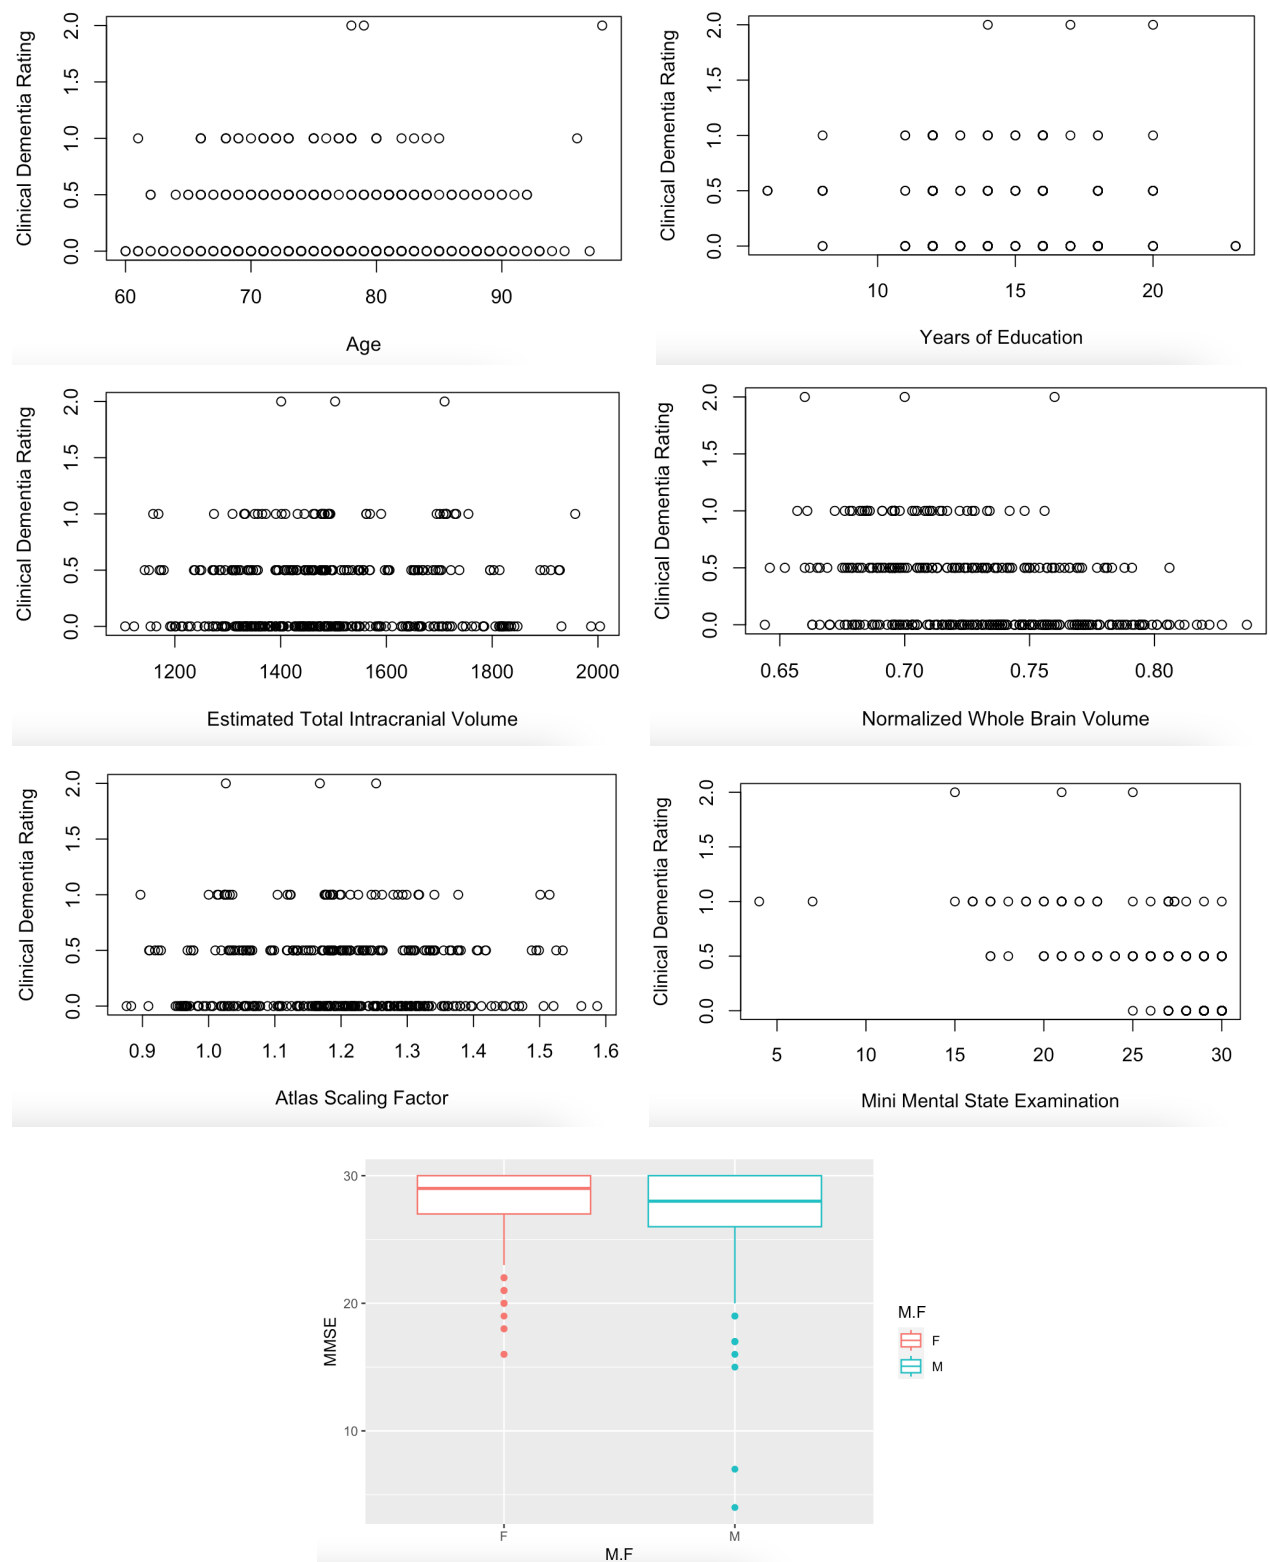 Clinical Dementia Rating
0.0 0.5 1.0 1.5 2.0
60 70 80 90
Age
Clinical Dementia Rating
0.0 0.5 1.0 1.5 2.0
10 15 20
Years of Education
Clinical Dementia Rating
0.0 0.5 1.0 1.5 2.0
1200 1400 1600 1800 2000
Estimated Total Intracranial Volume
Clinical Dementia Rating
0.0 0.5 1.0 1.5 2.0
0.65 0.70 0.75 0.80
Normalized Whole Brain Volume
Clinical Dementia Rating
0.0 0.5 1.0 1.5 2.0
0.9 1.0 1.1 1.2 1.3 1.4 1.5 1.6
Atlas Scaling Factor
Clinical Dementia Rating
0.0 0.5 1.0 1.5 2.0
5 10 15 20 25 30
Mini Mental State Examination
MMSE
30
20
10
F M
M.F
M.F
F
M